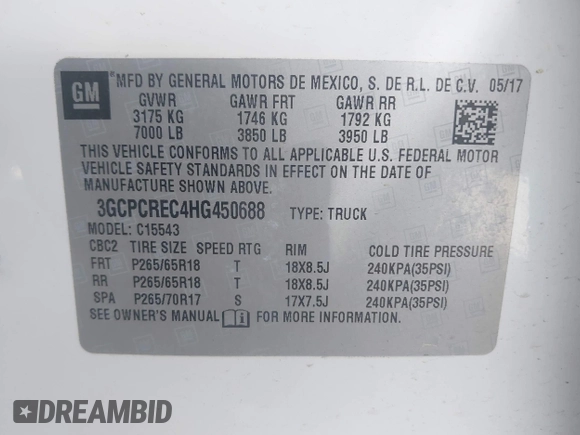 GM MFD BY GENERAL MOTORS DE MEXICO, S. DE R.L. DE C.V. 05/17
GVWR GAWR FRT GAWR RR
3175 KG 1746 KG 1792 KG
7000 LB 3850 LB 3950 LB
THIS VEHICLE CONFORMS TO ALL APPLICABLE U.S. FEDERAL MOTOR
VEHICLE SAFETY STANDARDS IN EFFECT ON THE DATE OF
MANUFACTURE SHOWN ABOVE.
3GCPCREC4HG450688 TYPE: TRUCK
MODEL: C15543
CBC2 TIRE SIZE SPEED RTG RIM COLD TIRE PRESSURE
FRT P265/65R18 T 18X8.5J 240KPA(35PSI)
RR P265/65R18 T 18X8.5J 240KPA(35PSI)
SPA P265/70R17 S 17X7.5J 240KPA(35PSI)
SEE OWNER'S MANUAL FOR MORE INFORMATION.
DREAMBID